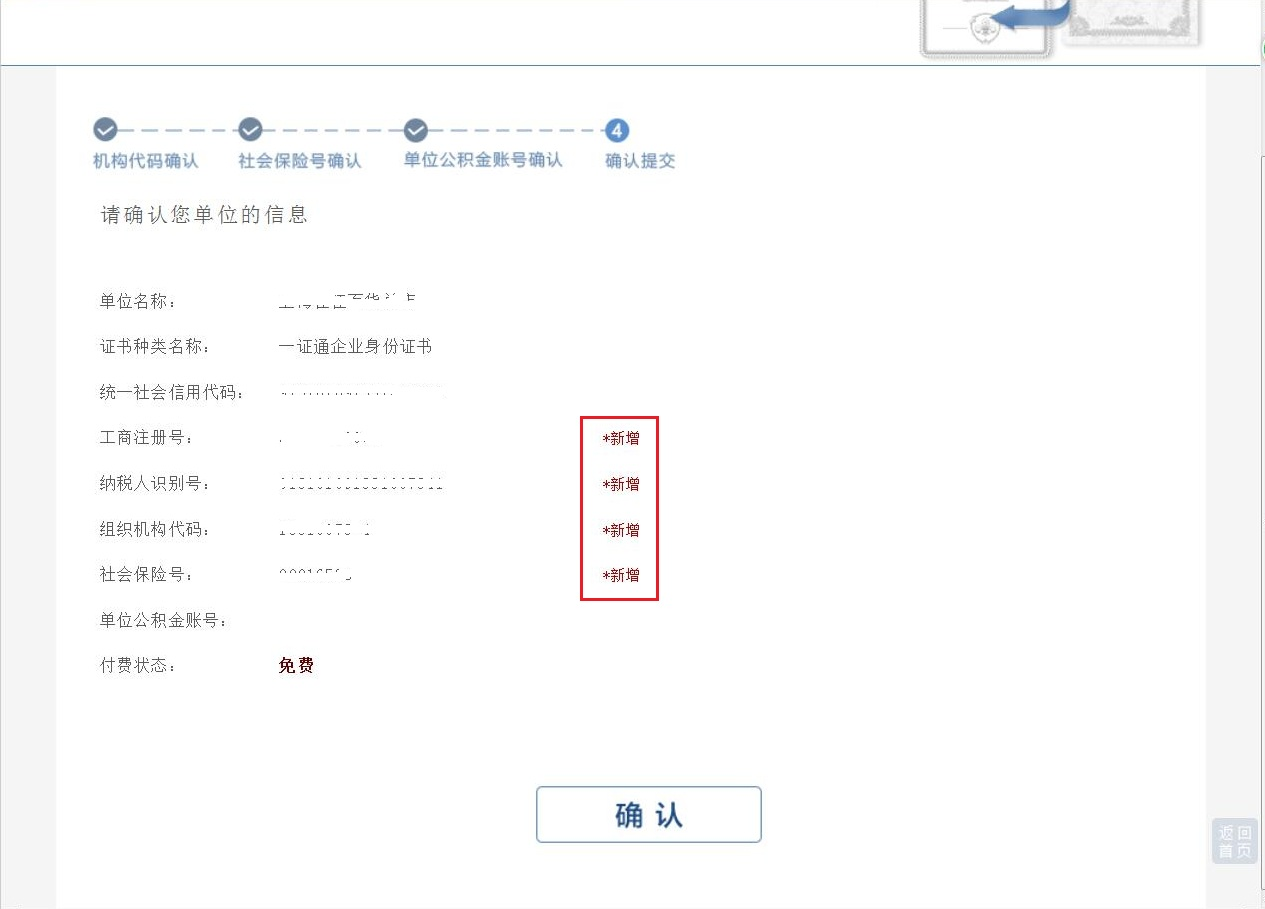 机构代码确认 社会保险号确认 单位公积金账号确认 4 确认提交
请确认您单位的信息
单位名称：
证书种类名称： 一证通企业身份证书
统一社会信用代码：
工商注册号： *新增
纳税人识别号： *新增
组织机构代码： *新增
社会保险号： *新增
单位公积金账号：
付费状态： 免费
确认
返回
首页